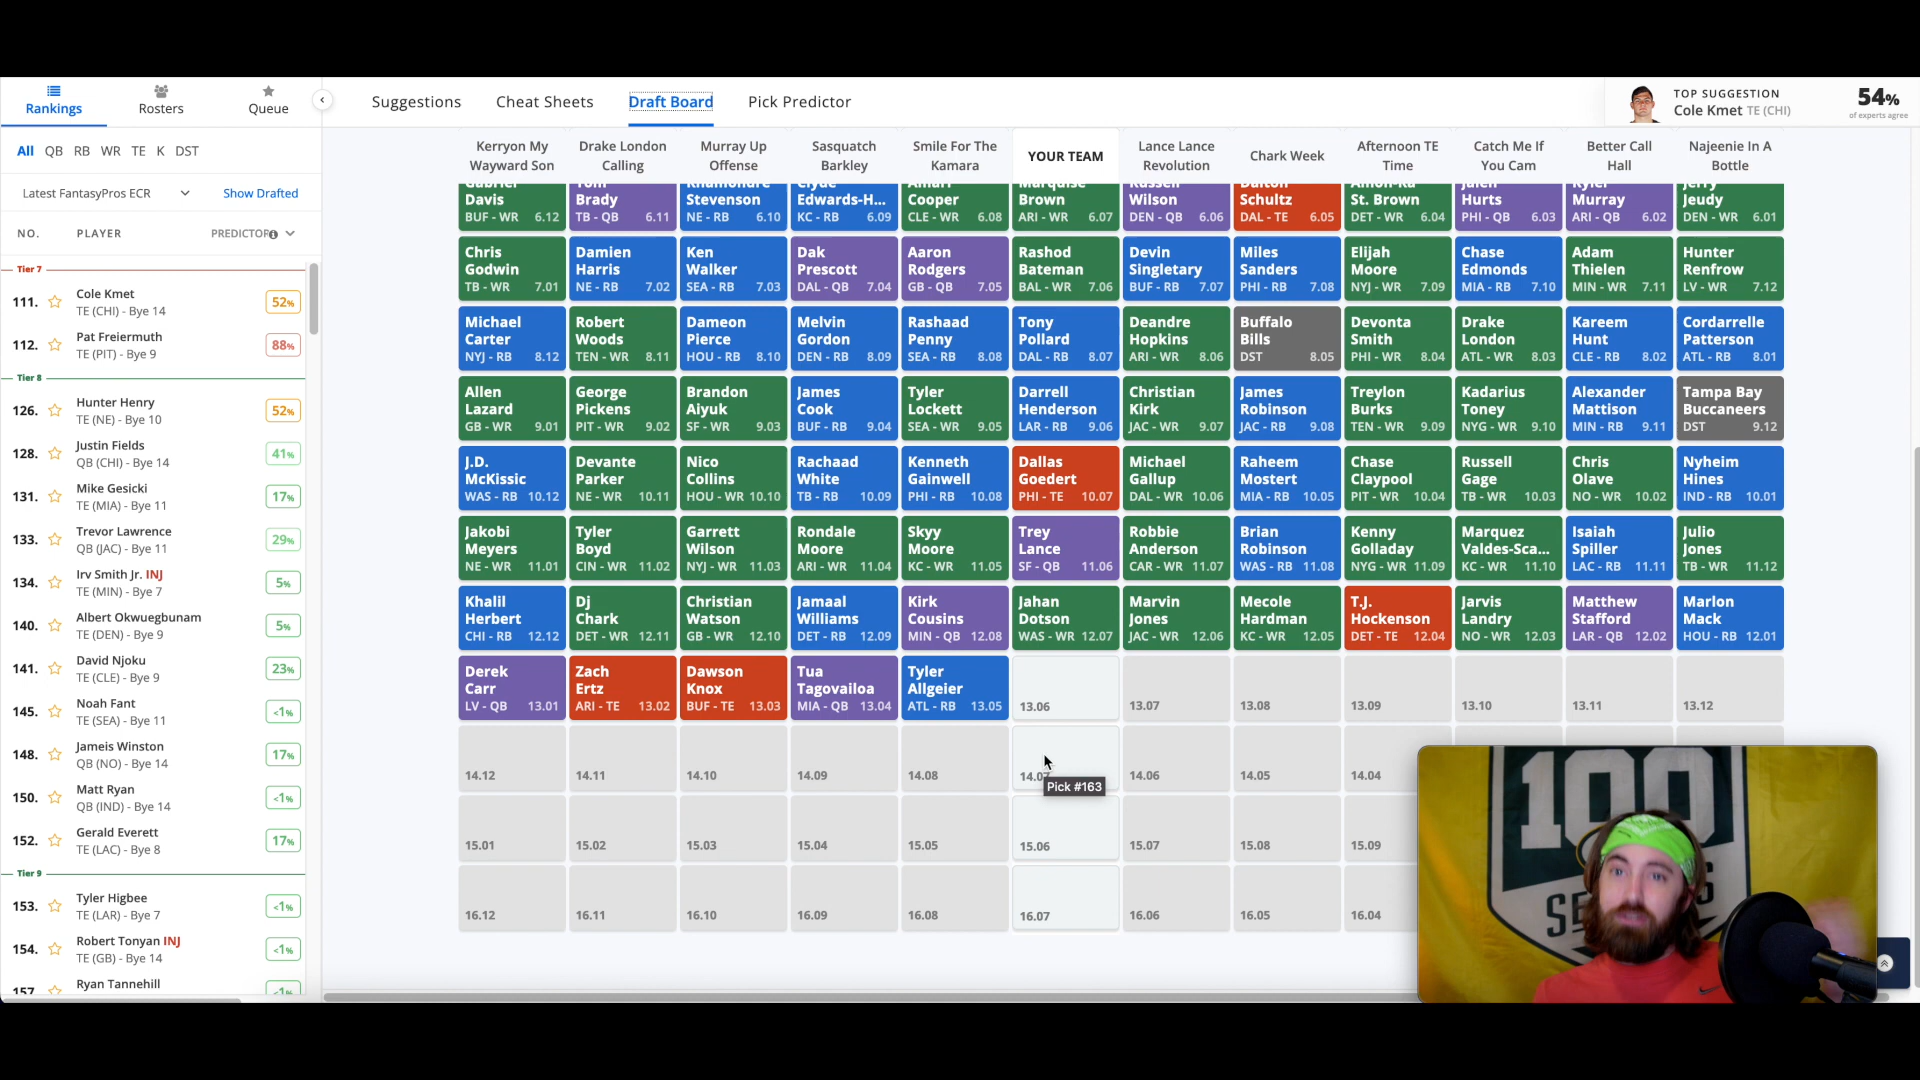 Rankings
Rosters
Queue
Suggestions
Cheat Sheets
Draft Board
Pick Predictor
TOP SUGGESTION
Cole Kmet TE (CHI)
54%
of experts agree
All QB RB WR TE K DST
Latest FantasyPros ECR
Show Drafted
NO. PLAYER PREDICTOR
Tier 7
111. Cole Kmet 52%
TE (CHI) - Bye 14
112. Pat Freiermuth 88%
TE (PIT) - Bye 9
Tier 8
126. Hunter Henry 52%
TE (NE) - Bye 10
128. Justin Fields 41%
QB (CHI) - Bye 14
131. Mike Gesicki 17%
TE (MIA) - Bye 11
133. Trevor Lawrence 29%
QB (JAC) - Bye 11
134. Irv Smith Jr. INJ 5%
TE (MIN) - Bye 7
140. Albert Okwuegbunam 5%
TE (DEN) - Bye 9
141. David Njoku 23%
TE (CLE) - Bye 9
145. Noah Fant <1%
TE (SEA) - Bye 11
148. Jameis Winston 17%
QB (NO) - Bye 14
150. Matt Ryan <1%
QB (IND) - Bye 14
152. Gerald Everett 17%
TE (LAC) - Bye 8
Tier 9
153. Tyler Higbee <1%
TE (LAR) - Bye 7
154. Robert Tonyan INJ <1%
TE (GB) - Bye 14
157. Ryan Tannehill <1%
Kerryon My Drake London Murray Up Sasquatch Smile For The YOUR TEAM Lance Lance Chark Week Afternoon TE Catch Me If Better Call Najeenie In A
Wayward Son Calling Offense Barkley Kamara Revolution Time You Cam Hall Bottle
Gabriel Tom Rhamondre Clyde Amari Marquise Russell Dalton Amon-Ra Jalen Kyler Jerry
Davis Brady Stevenson Edwards-H... Cooper Brown Wilson Schultz St. Brown Hurts Murray Jeudy
BUF - WR 6.12 TB - QB 6.11 NE - RB 6.10 KC - RB 6.09 CLE - WR 6.08 ARI - WR 6.07 DEN - QB 6.06 DAL - TE 6.05 DET - WR 6.04 PHI - QB 6.03 ARI - QB 6.02 DEN - WR 6.01
Chris Damien Ken Dak Aaron Rashod Devin Miles Elijah Chase Adam Hunter
Godwin Harris Walker Prescott Rodgers Bateman Singletary Sanders Moore Edmonds Thielen Renfrow
TB - WR 7.01 NE - RB 7.02 SEA - RB 7.03 DAL - QB 7.04 GB - QB 7.05 BAL - WR 7.06 BUF - RB 7.07 PHI - RB 7.08 NYJ - WR 7.09 MIA - RB 7.10 MIN - WR 7.11 LV - WR 7.12
Michael Robert Dameon Melvin Rashaad Tony Deandre Buffalo Devonta Drake Kareem Cordarrelle
Carter Woods Pierce Gordon Penny Pollard Hopkins Bills Smith London Hunt Patterson
NYJ - RB 8.12 TEN - WR 8.11 HOU - RB 8.10 DEN - RB 8.09 SEA - RB 8.08 DAL - RB 8.07 ARI - WR 8.06 DST 8.05 PHI - WR 8.04 ATL - WR 8.03 CLE - RB 8.02 ATL - RB 8.01
Allen George Brandon James Tyler Darrell Christian James Treylon Kadarius Alexander Tampa Bay
Lazard Pickens Aiyuk Cook Lockett Henderson Kirk Robinson Burks Toney Mattison Buccaneers
GB - WR 9.01 PIT - WR 9.02 SF - WR 9.03 BUF - RB 9.04 SEA - WR 9.05 LAR - RB 9.06 JAC - WR 9.07 JAC - RB 9.08 TEN - WR 9.09 NYG - WR 9.10 MIN - RB 9.11 DST 9.12
J.D. Devante Nico Rachaad Kenneth Dallas Michael Raheem Chase Russell Chris Nyheim
McKissic Parker Collins White Gainwell Goedert Gallup Mostert Claypool Gage Olave Hines
WAS - RB 10.12 NE - WR 10.11 HOU - WR 10.10 TB - RB 10.09 PHI - RB 10.08 PHI - TE 10.07 DAL - WR 10.06 MIA - RB 10.05 PIT - WR 10.04 TB - WR 10.03 NO - WR 10.02 IND - RB 10.01
Jakobi Tyler Garrett Rondale Skyy Trey Robbie Brian Kenny Marquez Isaiah Julio
Meyers Boyd Wilson Moore Moore Lance Anderson Robinson Golladay Valdes-Sca... Spiller Jones
NE - WR 11.01 CIN - WR 11.02 NYJ - WR 11.03 ARI - WR 11.04 KC - WR 11.05 SF - QB 11.06 CAR - WR 11.07 WAS - RB 11.08 NYG - WR 11.09 KC - WR 11.10 LAC - RB 11.11 TB - WR 11.12
Khalil Dj Christian Jamaal Kirk Jahan Marvin Mecole T.J. Jarvis Matthew Marlon
Herbert Chark Watson Williams Cousins Dotson Jones Hardman Hockenson Landry Stafford Mack
CHI - RB 12.12 DET - WR 12.11 GB - WR 12.10 DET - RB 12.09 MIN - QB 12.08 WAS - WR 12.07 JAC - WR 12.06 KC - WR 12.05 DET - TE 12.04 NO - WR 12.03 LAR - QB 12.02 HOU - RB 12.01
Derek Zach Dawson Tua Tyler
Carr Ertz Knox Tagovailoa Allgeier
LV - QB 13.01 ARI - TE 13.02 BUF - TE 13.03 MIA - QB 13.04 ATL - RB 13.05 13.06 13.07 13.08 13.09 13.10 13.11 13.12
14.12 14.11 14.10 14.09 14.08 14.07 14.06 14.05 14.04
Pick #163
15.01 15.02 15.03 15.04 15.05 15.06 15.07 15.08 15.09
16.12 16.11 16.10 16.09 16.08 16.07 16.06 16.05 16.04
100